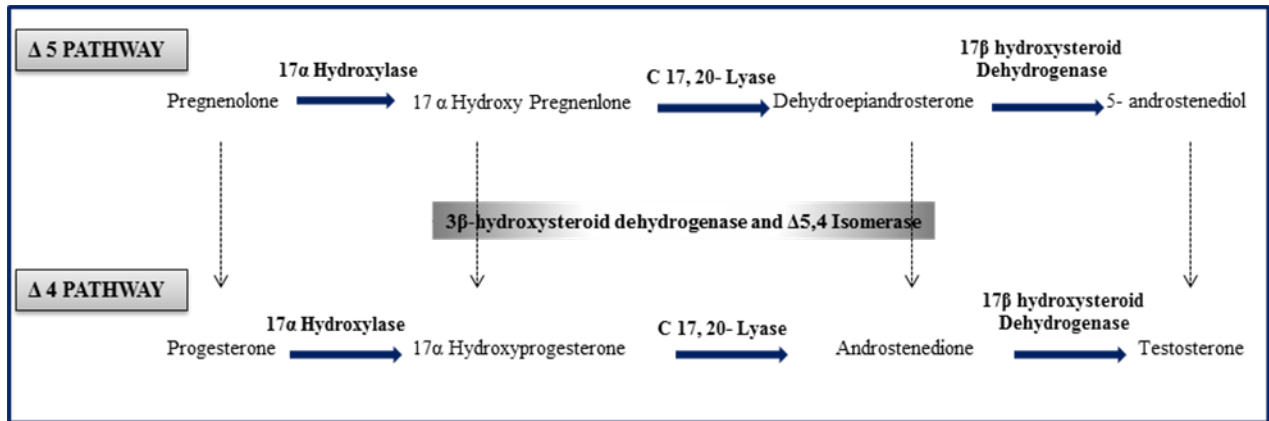 Δ 5 PATHWAY
17α Hydroxylase
C 17, 20- Lyase
17β hydroxysteroid
Dehydrogenase
Pregnenolone
17 α Hydroxy Pregnenlone
Dehydroepiandrosterone
5- androstenediol
3β-hydroxysteroid dehydrogenase and Δ5,4 Isomerase
Δ 4 PATHWAY
17α Hydroxylase
C 17, 20- Lyase
17β hydroxysteroid
Dehydrogenase
Progesterone
17α Hydroxyprogesterone
Androstenedione
Testosterone